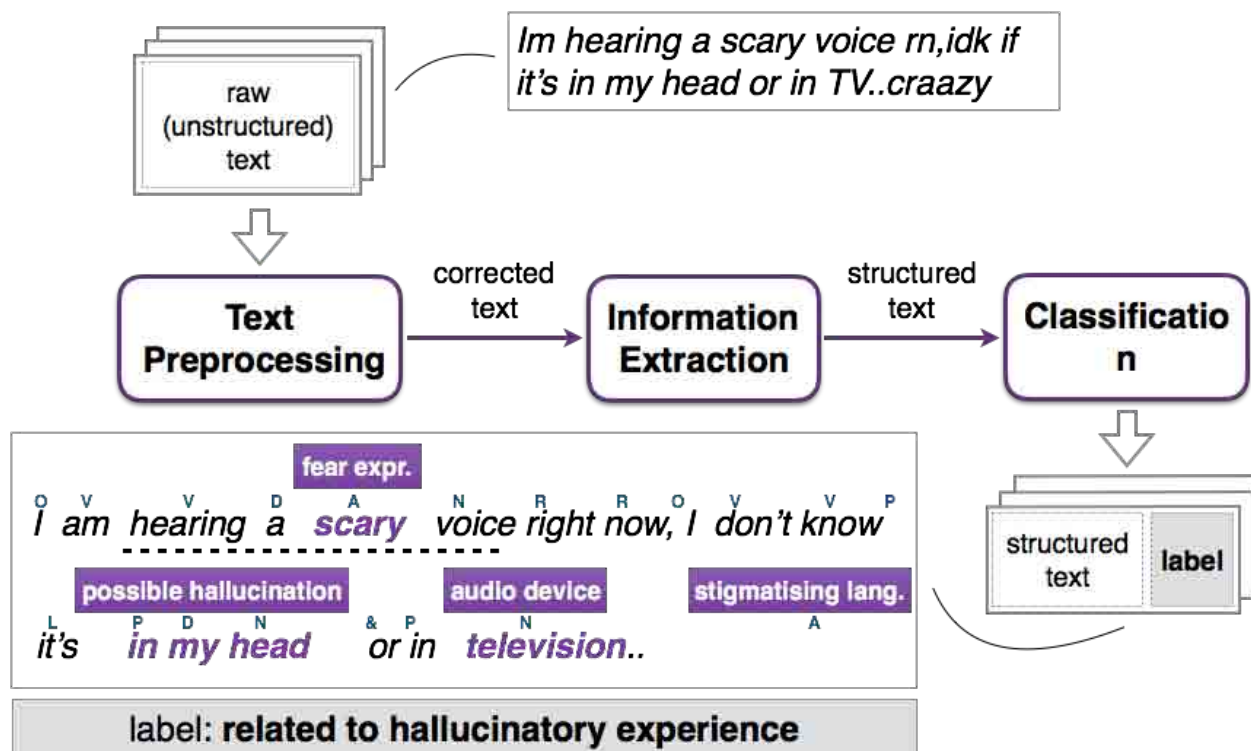 Im hearing a scary voice rn,idk if
it's in my head or in TV..craazy
raw
(unstructured)
text
corrected
text
structured
text
Text
Preprocessing
Information
Extraction
Classificatio
n
fear expr.
O V V D A N R R O V V P
I am hearing a scary voice right now, I don't know
possible hallucination audio device stigmatising lang.
L P D N & P N A
it's in my head or in television..
structured
text
label
label: related to hallucinatory experience